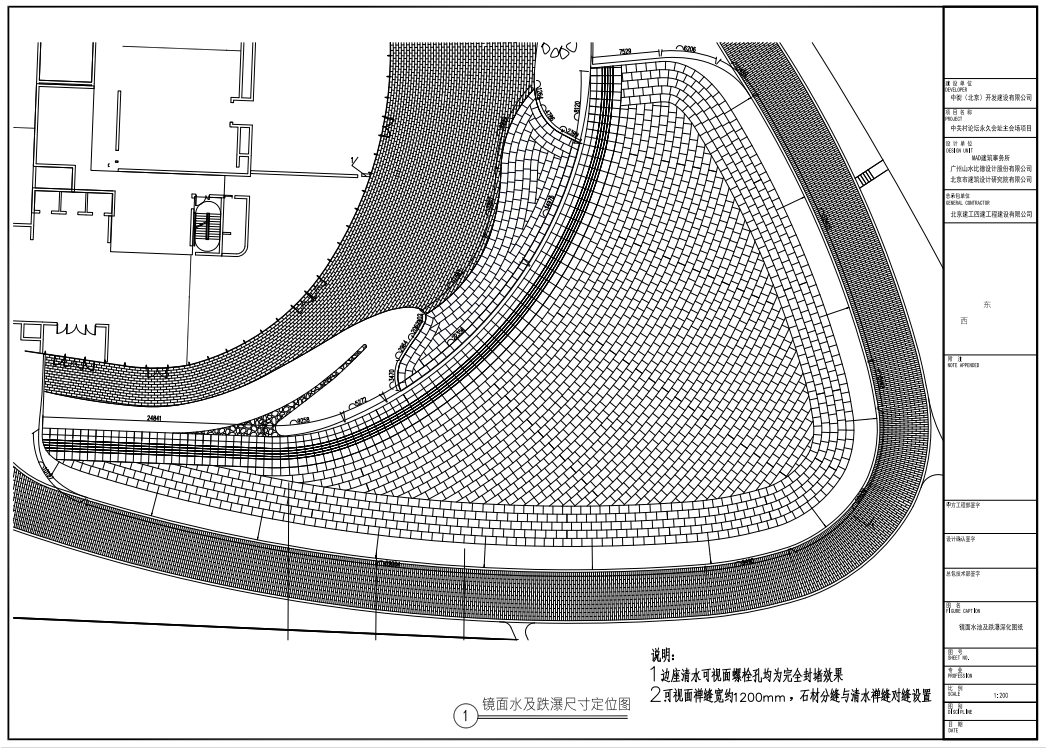 7529
6206
5120
24841
9258
5272
说明:
1 边座清水可视面螺栓孔均为完全封堵效果
2 可视面禅缝宽约1200mm，石材分缝与清水禅缝对缝设置
1 镜面水及跌瀑尺寸定位图
建设单位
DEVELOPER
中衔（北京）开发建设有限公司
项目名称
PROJECT
中关村论坛永久会址主会场项目
设计单位
DESIGN UNIT
MAD建筑事务所
广州山水比德设计股份有限公司
北京市建筑设计研究院有限公司
总承包单位
GENERAL CONTRACTOR
北京建工四建工程建设有限公司
东
西
附注
NOTE APPENDED
甲方工程部签字
设计确认签字
总包技术部签字
图名
FIGURE CAPTION
镜面水池及跌瀑深化图纸
图号
SHEET NO.
专业
PROFESSION
比例
SCALE
1:200
图别
DISCIPLINE
日期
DATE